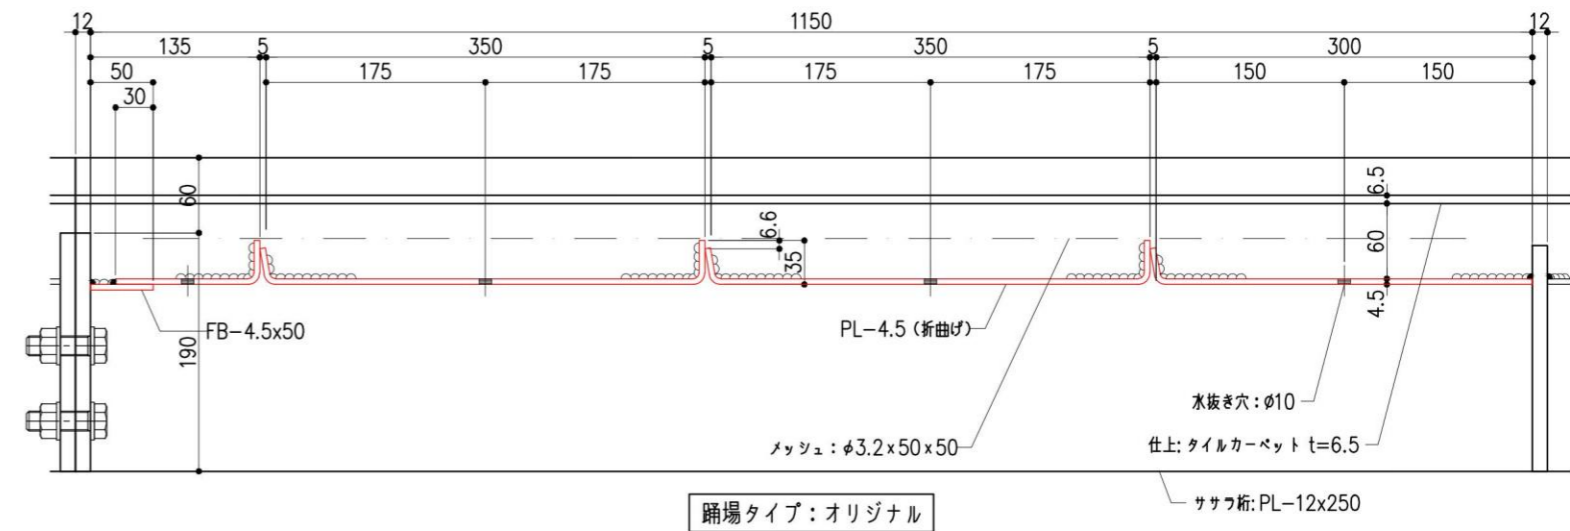 12 1150 12
135 5 350 5 350 5 300
50 175 175 175 175 150 150
30
60 6.5
6.6 60
35
4.5
FB-4.5x50 PL-4.5 (折曲げ)
190
水抜き穴:φ10
メッシュ:φ3.2x50x50 仕上:タイルカーペット t=6.5
ササラ桁:PL-12x250
踊場タイプ:オリジナル